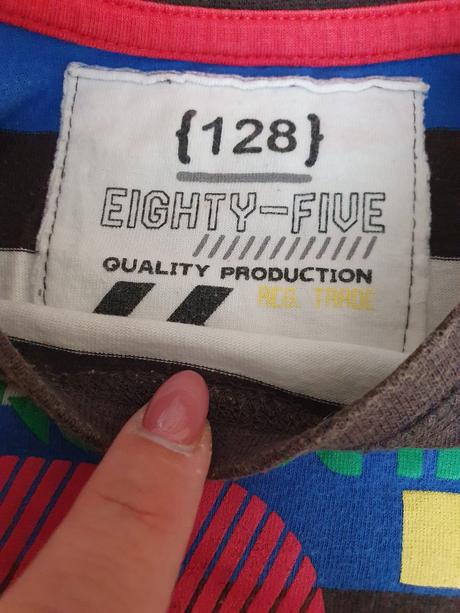 {128}
EIGHTY-FIVE
QUALITY PRODUCTION
REG. TRADE